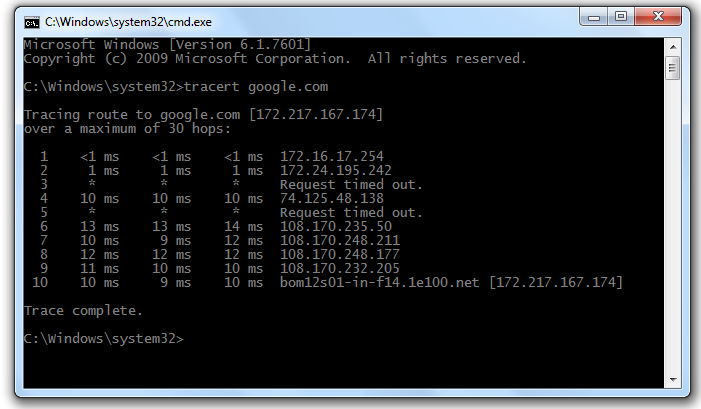 C:\Windows\system32\cmd.exe
Microsoft Windows [Version 6.1.7601]
Copyright (c) 2009 Microsoft Corporation.  All rights reserved.
C:\Windows\system32>tracert google.com
Tracing route to google.com [172.217.167.174]
over a maximum of 30 hops:
1    <1 ms    <1 ms    <1 ms  172.16.17.254
2     1 ms     1 ms     1 ms  172.24.195.242
3     *        *        *     Request timed out.
4    10 ms    10 ms    10 ms  74.125.48.138
5     *        *        *     Request timed out.
6    13 ms    13 ms    14 ms  108.170.235.50
7    10 ms     9 ms    12 ms  108.170.248.211
8    12 ms    12 ms    12 ms  108.170.248.177
9    11 ms    10 ms    10 ms  108.170.232.205
10    10 ms     9 ms    10 ms  bom12s01-in-f14.1e100.net [172.217.167.174]
Trace complete.
C:\Windows\system32>